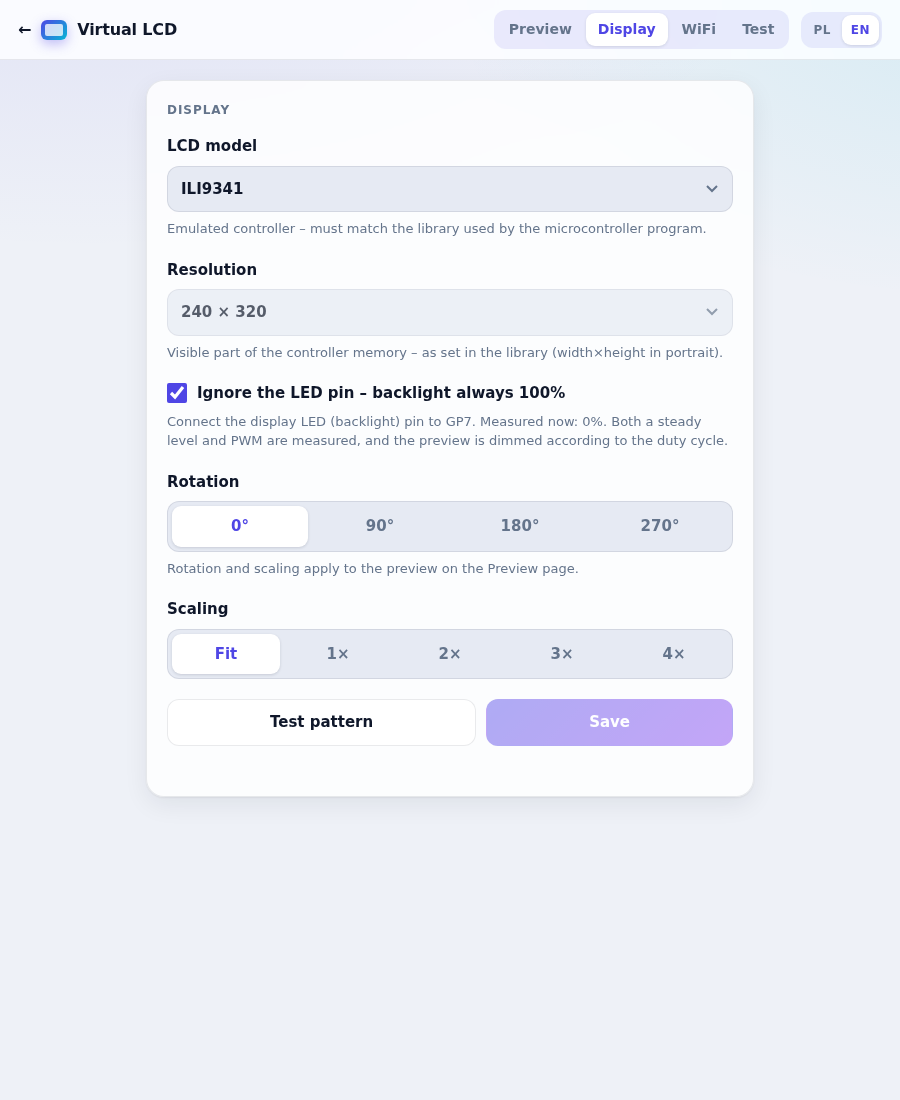 ← Virtual LCD
Preview Display WiFi Test PL EN
DISPLAY
LCD model
ILI9341
Emulated controller – must match the library used by the microcontroller program.
Resolution
240 × 320
Visible part of the controller memory – as set in the library (width×height in portrait).
Ignore the LED pin – backlight always 100%
Connect the display LED (backlight) pin to GP7. Measured now: 0%. Both a steady
level and PWM are measured, and the preview is dimmed according to the duty cycle.
Rotation
0° 90° 180° 270°
Rotation and scaling apply to the preview on the Preview page.
Scaling
Fit 1× 2× 3× 4×
Test pattern Save